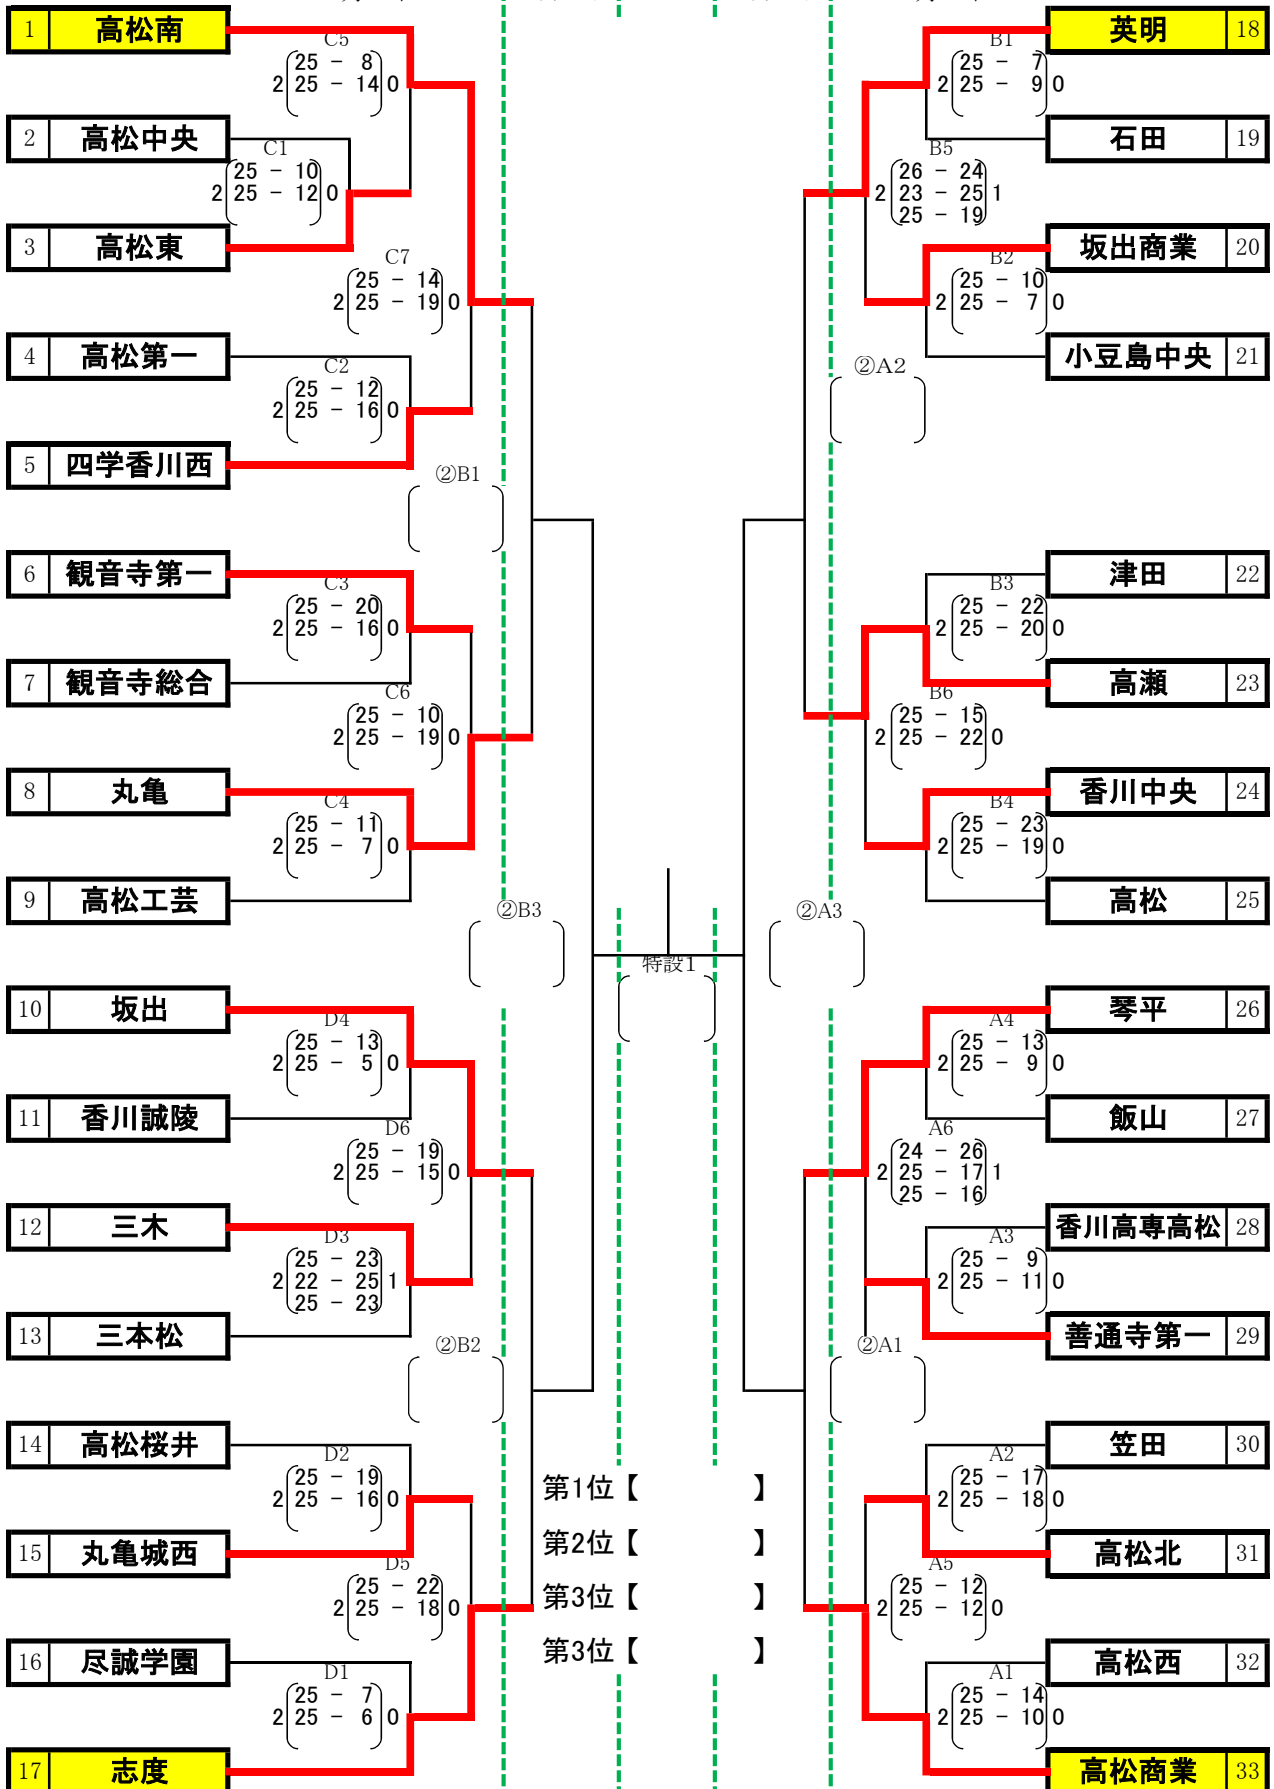 1 高松南
C5
25 - 8
2 25 - 14 0
2 高松中央
C1
25 - 10
2 25 - 12 0
3 高松東
C7
25 - 14
2 25 - 19 0
4 高松第一
C2
25 - 12
2 25 - 16 0
5 四学香川西
②B1
6 観音寺第一
C3
25 - 20
2 25 - 16 0
7 観音寺総合
C6
25 - 10
2 25 - 19 0
8 丸亀
C4
25 - 11
2 25 - 7 0
9 高松工芸
②B3
10 坂出
D4
25 - 13
2 25 - 5 0
11 香川誠陵
D6
25 - 19
2 25 - 15 0
12 三木
D3
25 - 23
2 22 - 25 1
25 - 23
13 三本松
②B2
14 高松桜井
D2
25 - 19
2 25 - 16 0
15 丸亀城西
D5
25 - 22
2 25 - 18 0
16 尽誠学園
D1
25 - 7
2 25 - 6 0
17 志度
特設1
第1位【 】
第2位【 】
第3位【 】
第3位【 】
英明 18
B1
25 - 7
2 25 - 9 0
石田 19
B5
26 - 24
2 23 - 25 1
25 - 19
坂出商業 20
B2
25 - 10
2 25 - 7 0
小豆島中央 21
②A2
津田 22
B3
25 - 22
2 25 - 20 0
高瀬 23
B6
25 - 15
2 25 - 22 0
香川中央 24
B4
25 - 23
2 25 - 19 0
高松 25
②A3
琴平 26
A4
25 - 13
2 25 - 9 0
飯山 27
A6
24 - 26
2 25 - 17 1
25 - 16
香川高専高松 28
A3
25 - 9
2 25 - 11 0
善通寺第一 29
②A1
笠田 30
A2
25 - 17
2 25 - 18 0
高松北 31
A5
25 - 12
2 25 - 12 0
高松西 32
A1
25 - 14
2 25 - 10 0
高松商業 33